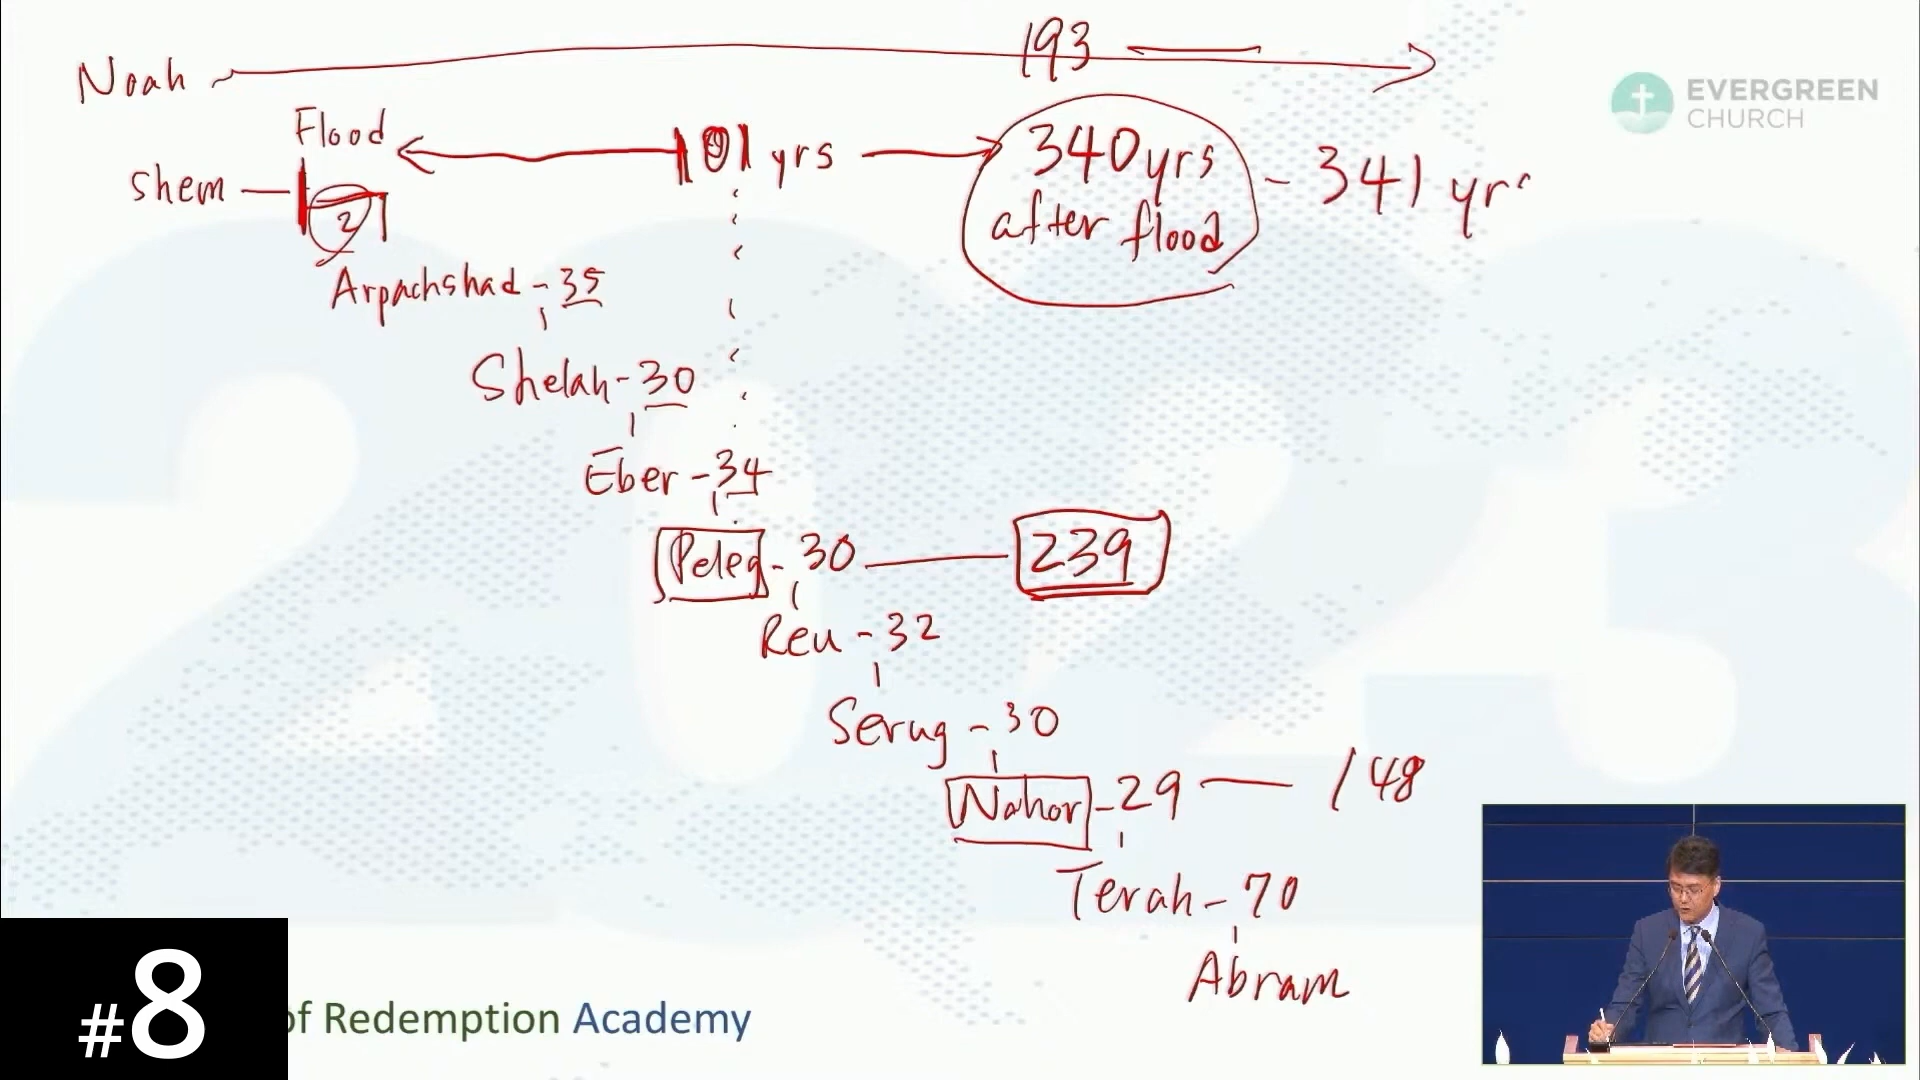 193
Noah
EVERGREEN
CHURCH
Flood
101 yrs
340 yrs
after flood
- 341 yrs
Shem
2
Arpachshad - 35
Shelah - 30
Eber - 34
Peleg - 30
239
Reu - 32
Serug - 30
Nahor - 29
148
Terah - 70
Abram
#8
of Redemption Academy